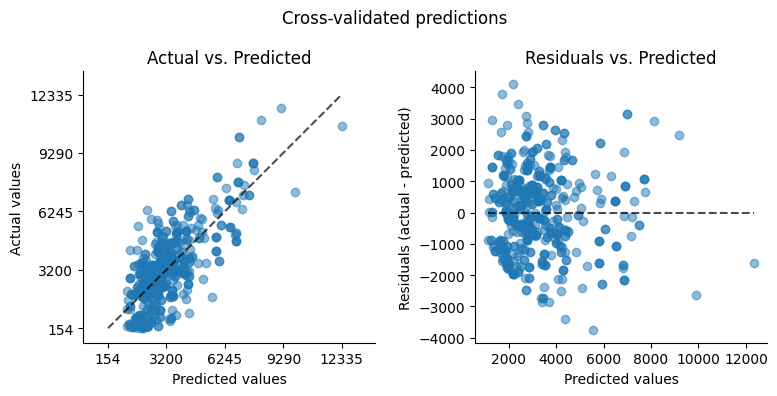 Cross-validated predictions
Actual vs. Predicted
Residuals vs. Predicted
Actual values
12335
9290
6245
3200
154
154 3200 6245 9290 12335
Predicted values
Residuals (actual - predicted)
4000
3000
2000
1000
0
−1000
−2000
−3000
−4000
2000 4000 6000 8000 10000 12000
Predicted values